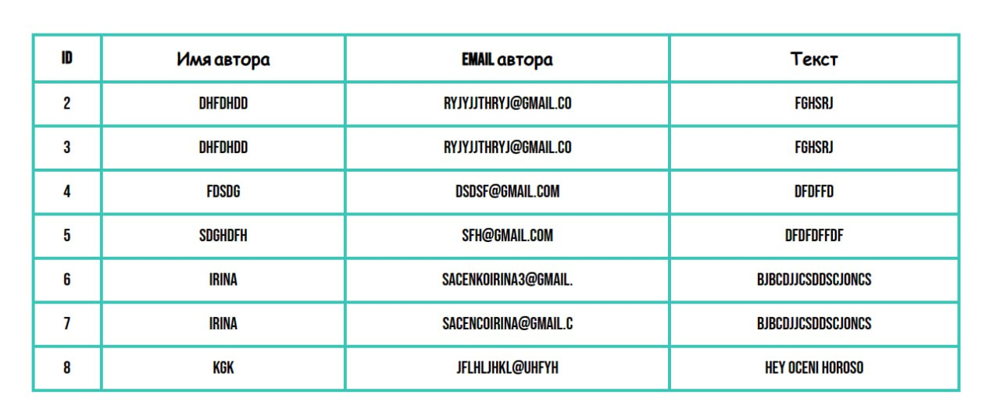 ID Имя автора EMAIL автора Текст
2 DHFDHDD RYJYJJTHRYJ@GMAIL.CO FGHSRJ
3 DHFDHDD RYJYJJTHRYJ@GMAIL.CO FGHSRJ
4 FDSDG DSDSF@GMAIL.COM DFDFFD
5 SDGHDFH SFH@GMAIL.COM DFDFDFFDF
6 IRINA SACENKOIRINA3@GMAIL. BJBCDJJCSDDSCJONCS
7 IRINA SACENCOIRINA@GMAIL.C BJBCDJJCSDDSCJONCS
8 KGK JFLHLJHKL@UHFYH HEY OCENI HOROSO